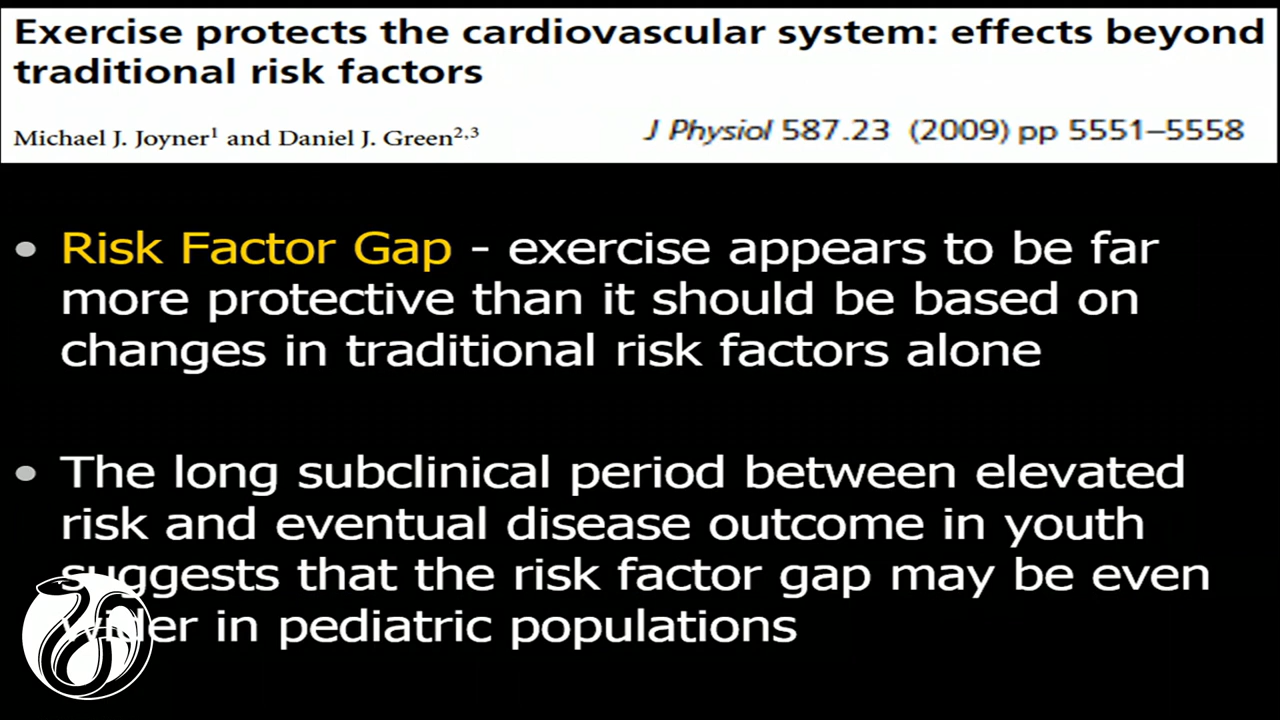 Exercise protects the cardiovascular system: effects beyond
traditional risk factors
Michael J. Joyner1 and Daniel J. Green2,3
J Physiol 587.23 (2009) pp 5551–5558
• Risk Factor Gap - exercise appears to be far
more protective than it should be based on
changes in traditional risk factors alone
• The long subclinical period between elevated
risk and eventual disease outcome in youth
suggests that the risk factor gap may be even
wider in pediatric populations